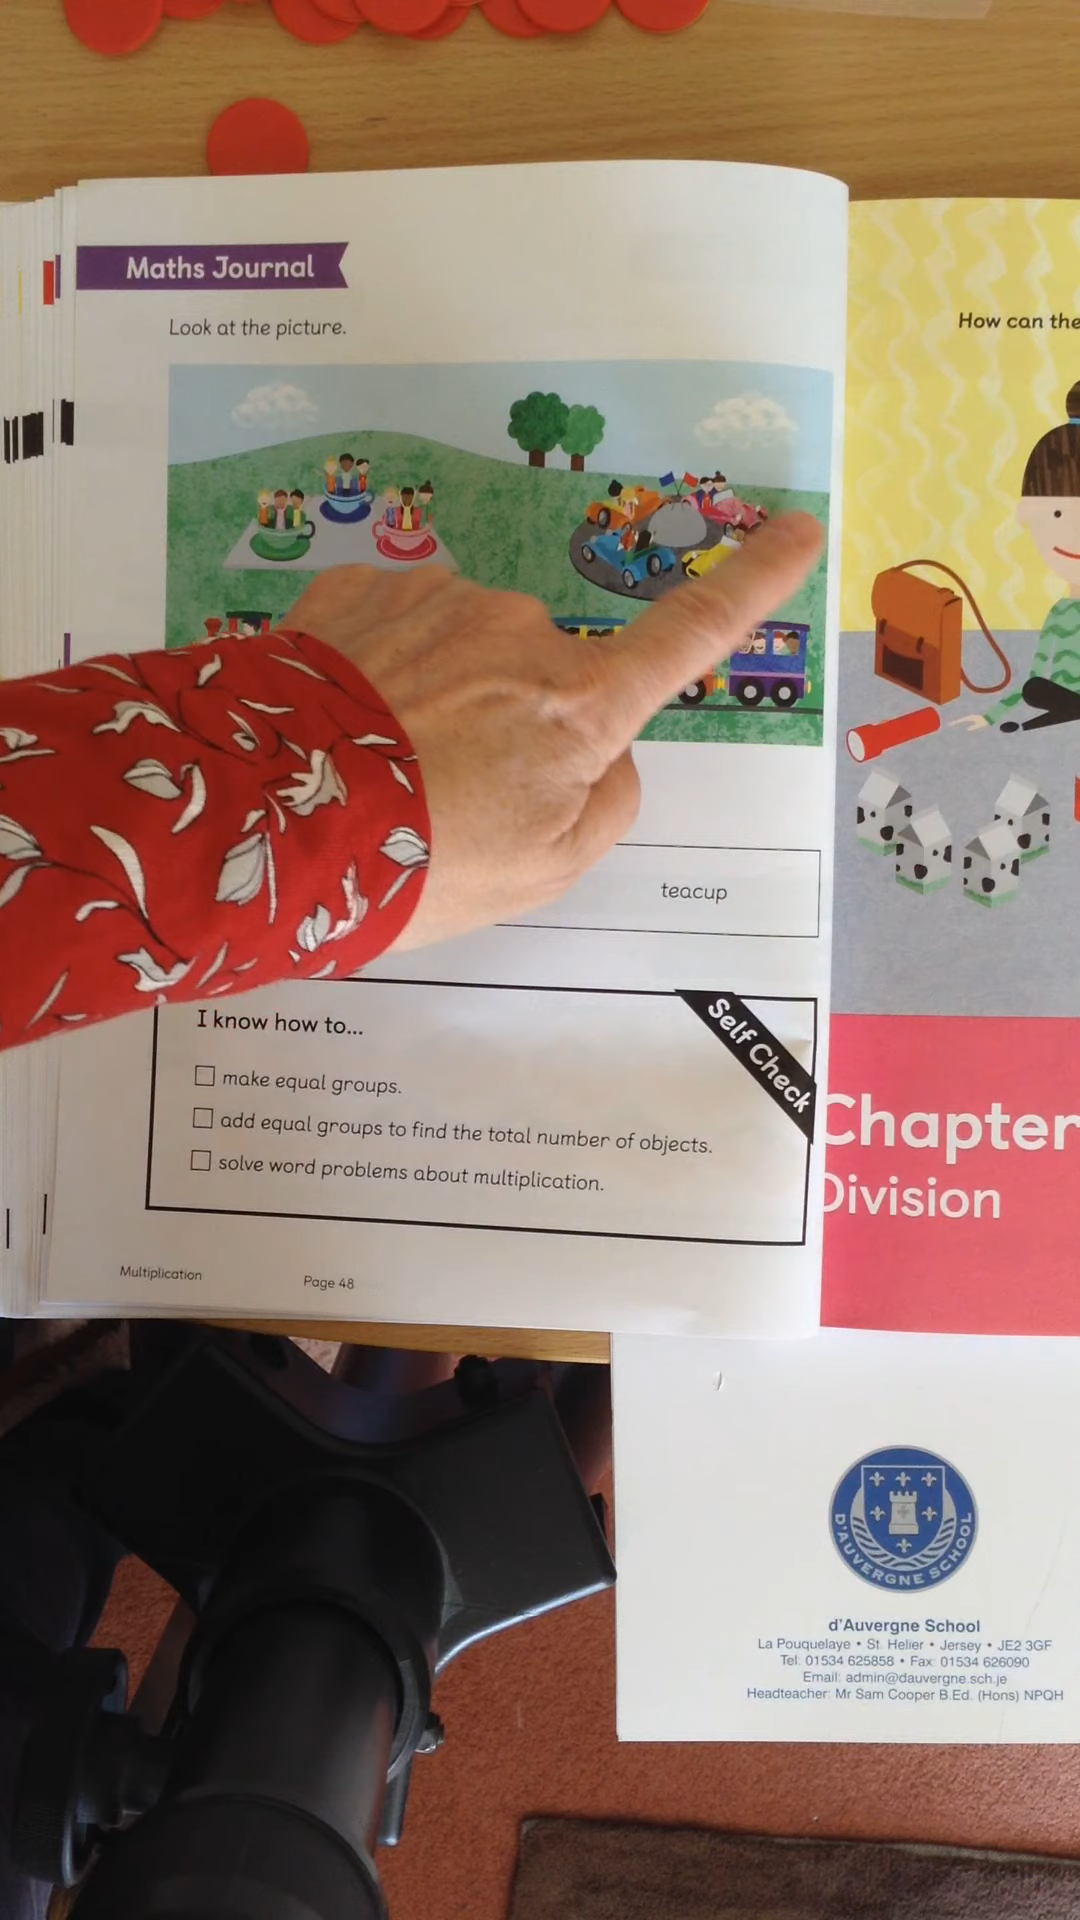 Maths Journal
Look at the picture.
teacup
I know how to...
Self Check
make equal groups.
add equal groups to find the total number of objects.
solve word problems about multiplication.
Multiplication
Page 48
How can the
Chapter
Division
D'AUVERGNE SCHOOL
d'Auvergne School
La Pouquelaye • St. Helier • Jersey • JE2 3GF
Tel: 01534 625858 • Fax: 01534 626090
Email: admin@dauvergne.sch.je
Headteacher: Mr Sam Cooper B.Ed. (Hons) NPQH